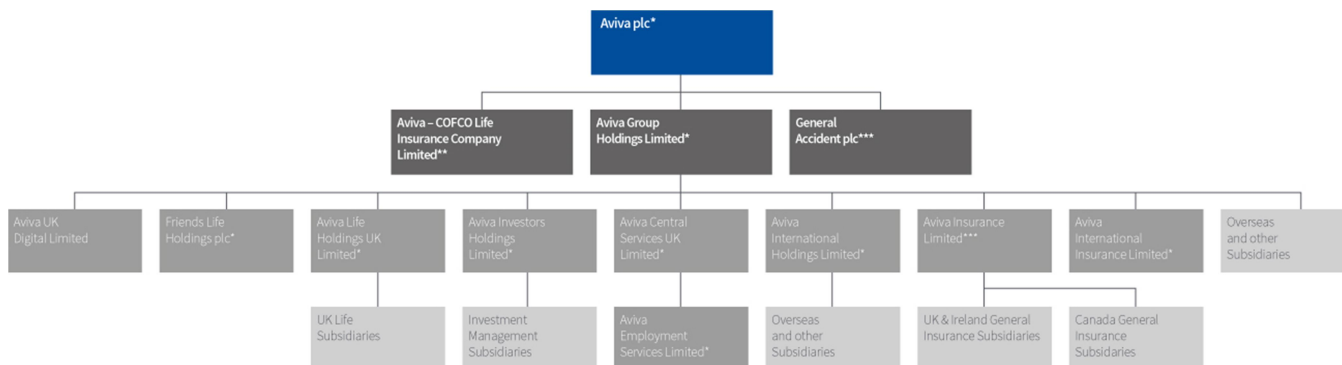 Aviva plc*
Aviva – COFCO Life
Insurance Company
Limited**
Aviva Group
Holdings Limited*
General
Accident plc***
Aviva UK
Digital Limited
Friends Life
Holdings plc*
Aviva Life
Holdings UK
Limited*
Aviva Investors
Holdings
Limited*
Aviva Central
Services UK
Limited*
Aviva
International
Holdings Limited*
Aviva Insurance
Limited***
Aviva
International
Insurance Limited*
Overseas
and other
Subsidiaries
UK Life
Subsidiaries
Investment
Management
Subsidiaries
Aviva
Employment
Services Limited*
Overseas
and other
Subsidiaries
UK & Ireland General
Insurance Subsidiaries
Canada General
Insurance
Subsidaries